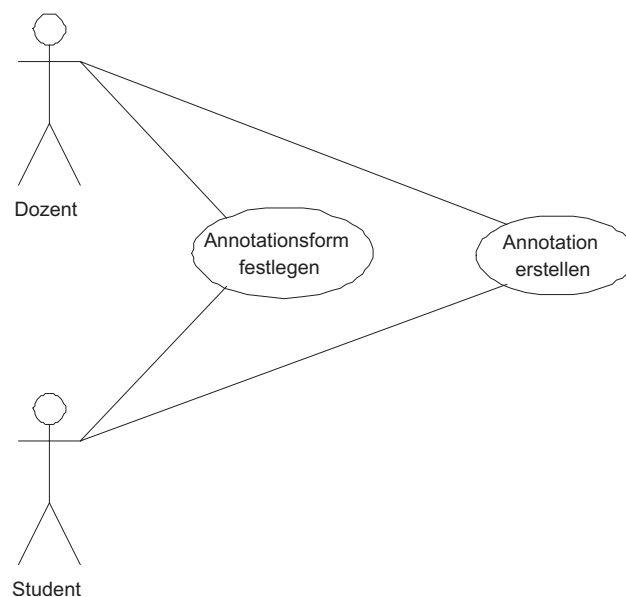 Dozent
Annotationsform
festlegen
Annotation
erstellen
Student